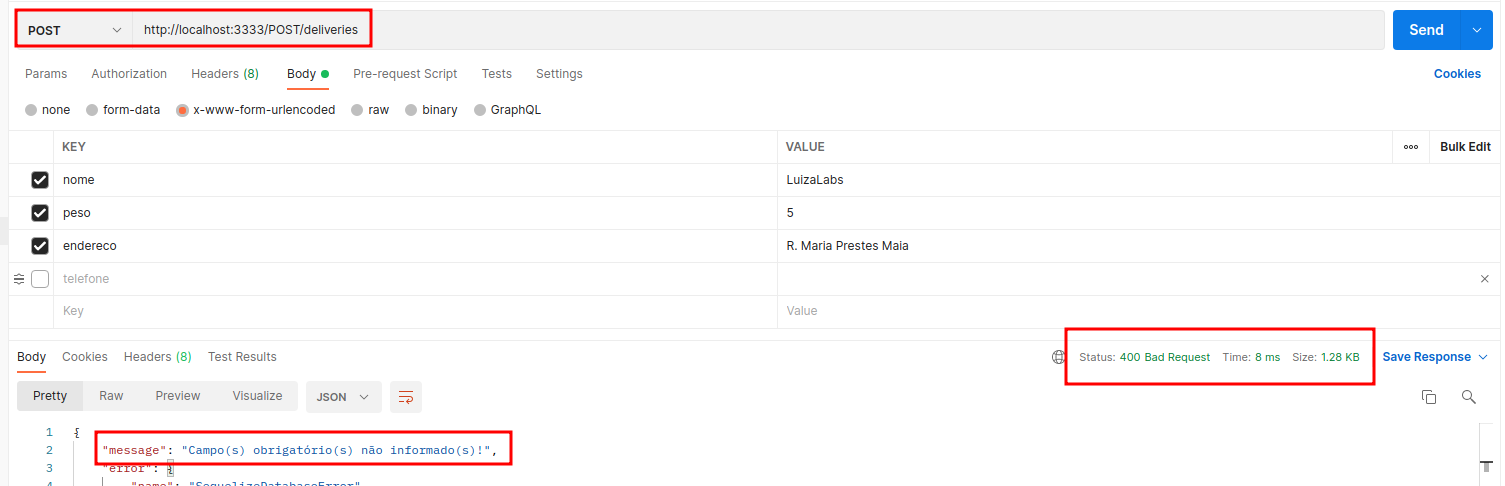 POST http://localhost:3333/POST/deliveries Send
Params Authorization Headers (8) Body Pre-request Script Tests Settings Cookies
none form-data x-www-form-urlencoded raw binary GraphQL
KEY VALUE ooo Bulk Edit
nome LuizaLabs
peso 5
endereco R. Maria Prestes Maia
telefone
Key Value
Body Cookies Headers (8) Test Results Status: 400 Bad Request Time: 8 ms Size: 1.28 KB Save Response
Pretty Raw Preview Visualize JSON
1 {
2 "message": "Campo(s) obrigatório(s) não informado(s)!",
3 "error": {
4 "name": "SequelizeDatabaseError"